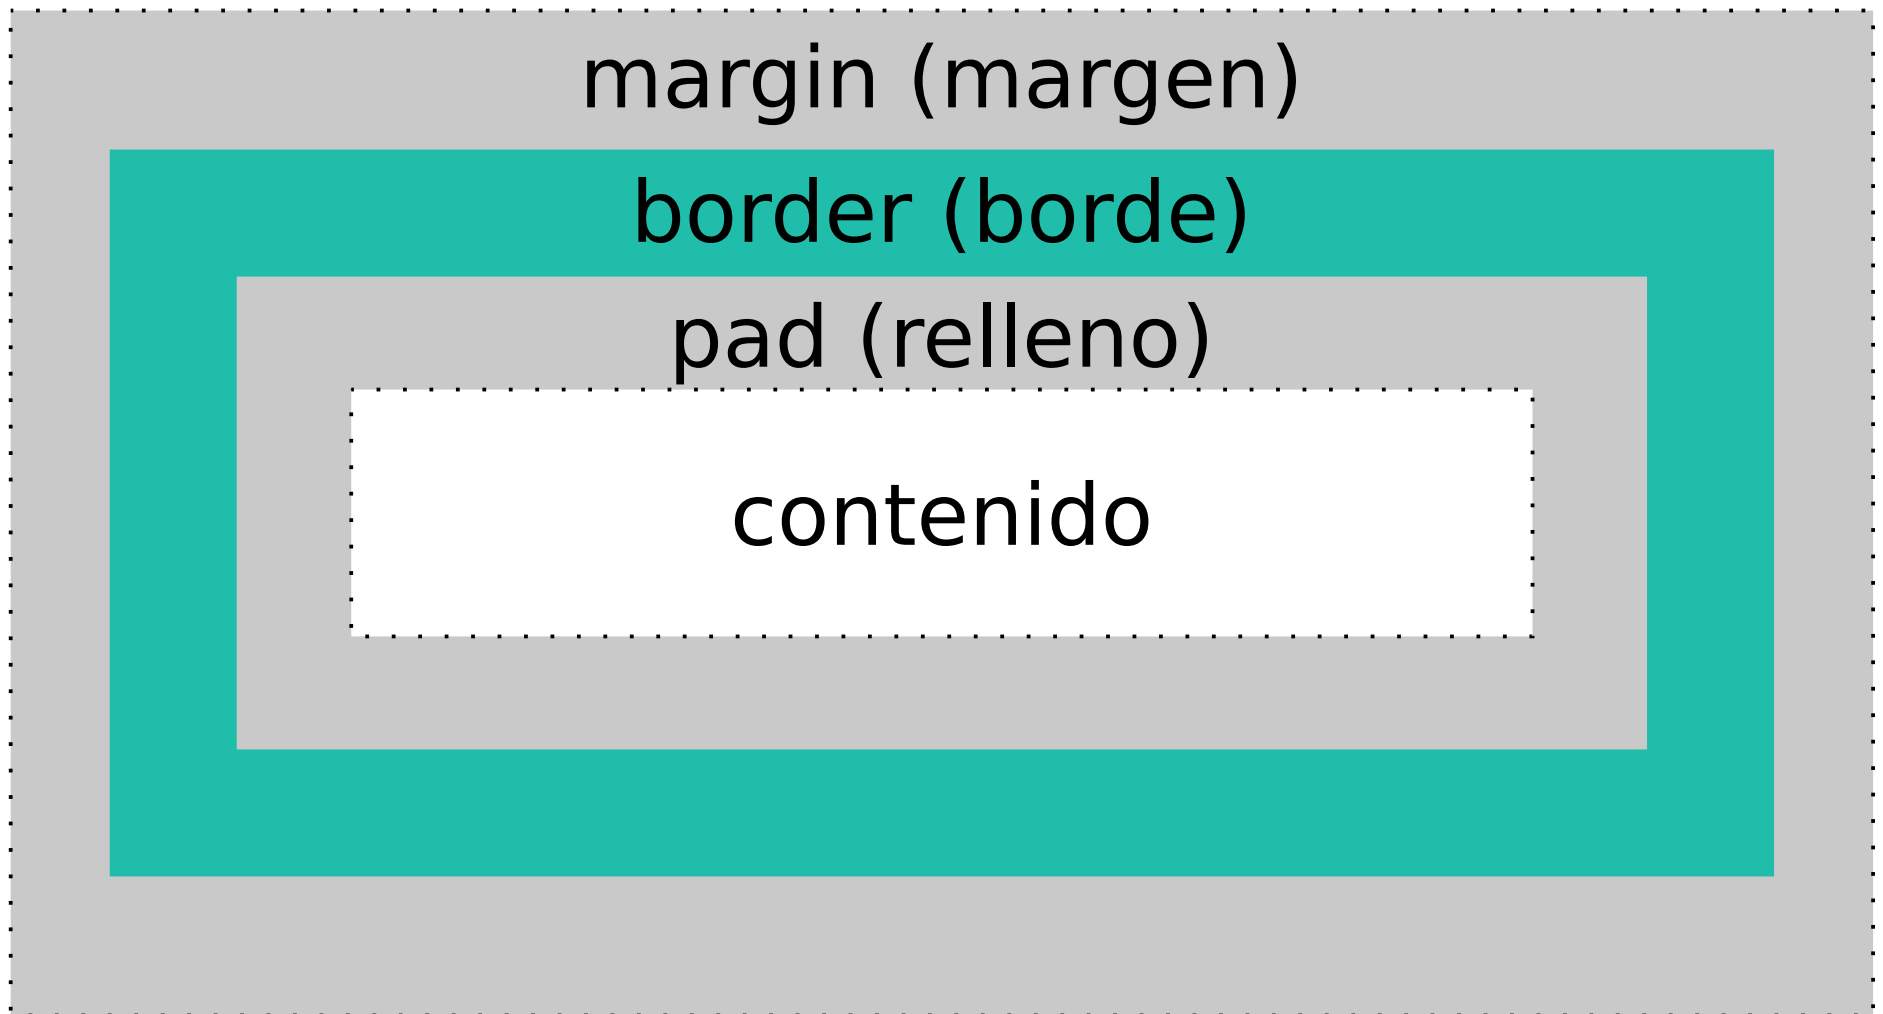 margin (margen)
border (borde)
pad (relleno)
contenido